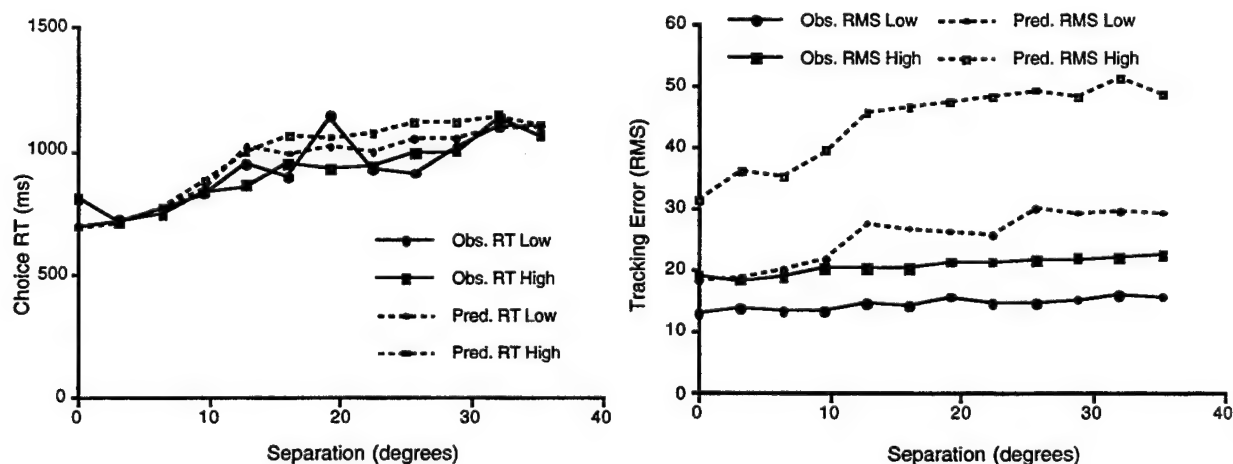 1500
1000
500
0
Choice RT (ms)
Obs. RT Low
Obs. RT High
Pred. RT Low
Pred. RT High
0 10 20 30 40
Separation (degrees)
Obs. RMS Low Pred. RMS Low
Obs. RMS High Pred. RMS High
60
50
40
30
20
10
0
Tracking Error (RMS)
0 10 20 30 40
Separation (degrees)